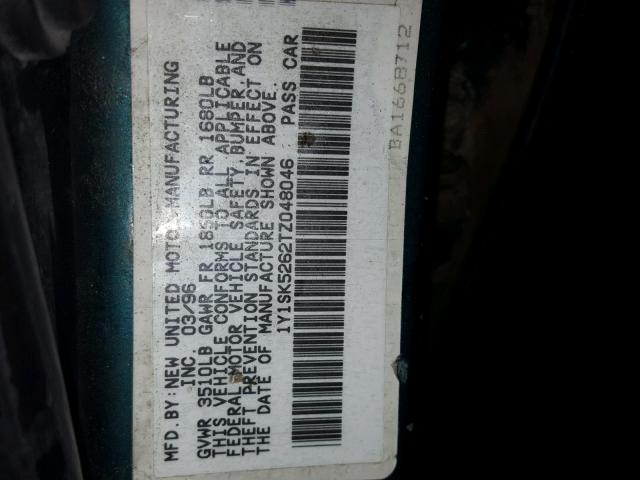 MFD.BY:NEW UNITED MOTOR MANUFACTURING
INC. 03/96
GVWR 3510LB GAWR FR 1850LB RR 1680LB
THIS VEHICLE CONFORMS TO ALL APPLICABLE
FEDERAL MOTOR VEHICLE SAFETY, BUMPER, AND
THEFT PREVENTION STANDARDS IN EFFECT ON
THE DATE OF MANUFACTURE SHOWN ABOVE.
1Y1SK5262TZ048046 PASS CAR
BA1668712